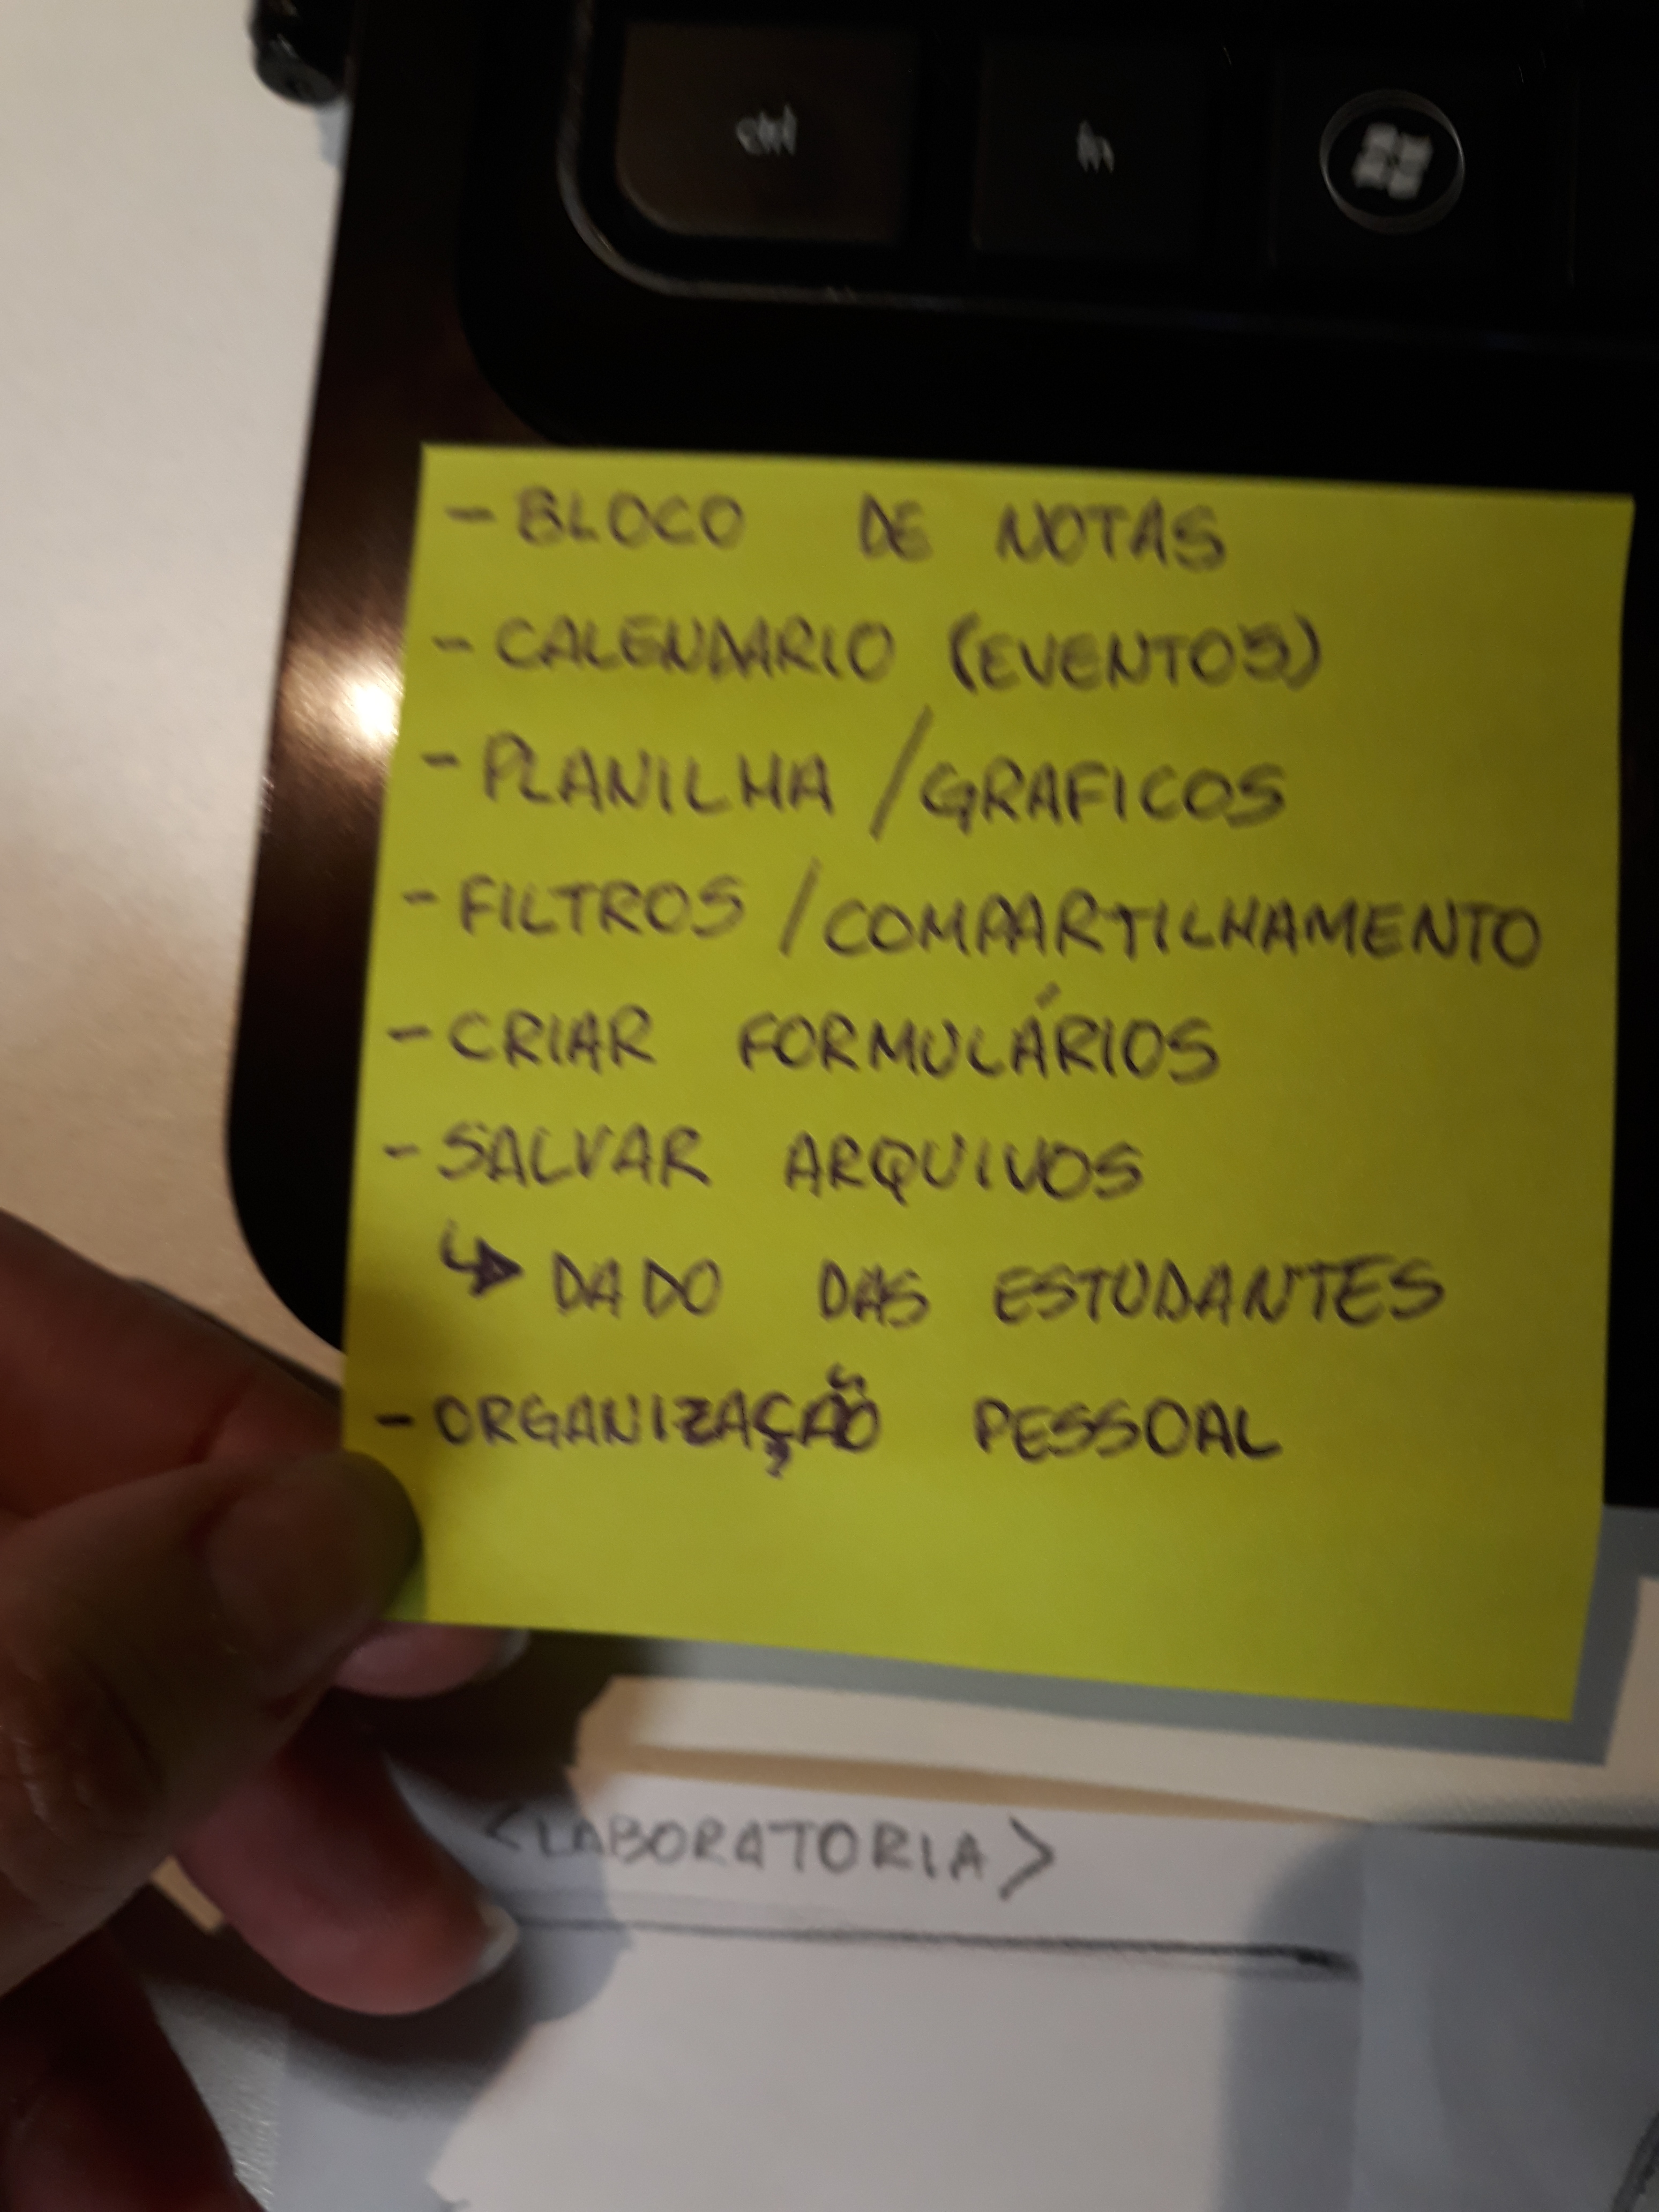 ctrl fn
- BLOCO DE NOTAS
- CALENDARIO (EVENTOS)
- PLANILHA / GRAFICOS
- FILTROS / COMPARTILHAMENTO
- CRIAR FORMULÁRIOS
- SALVAR ARQUIVOS
↳ DADO DAS ESTUDANTES
- ORGANIZAÇÃO PESSOAL
<LABORATORIA>